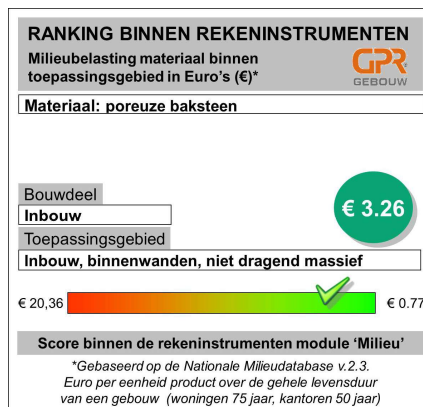 RANKING BINNEN REKENINSTRUMENTEN
Milieubelasting materiaal binnen
toepassingsgebied in Euro's (€)*
GPR
GEBOUW
Materiaal: poreuze baksteen
Bouwdeel
Inbouw
€ 3.26
Toepassingsgebied
Inbouw, binnenwanden, niet dragend massief
€ 20,36
€ 0.77
Score binnen de rekeninstrumenten module ‘Milieu’
*Gebaseerd op de Nationale Milieudatabase v.2.3.
Euro per eenheid product over de gehele levensduur
van een gebouw (woningen 75 jaar, kantoren 50 jaar)